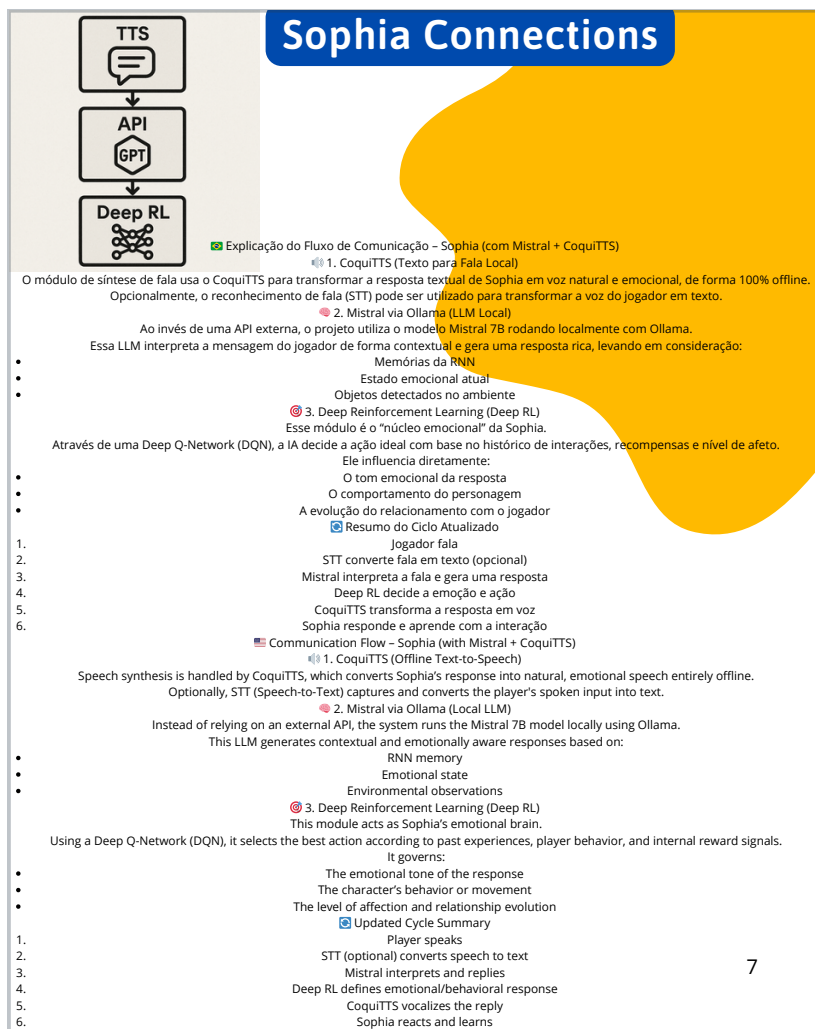 Sophia Connections
TTS
API
GPT
Deep RL
🇧🇷 Explicação do Fluxo de Comunicação – Sophia (com Mistral + CoquiTTS)
🔊 1. CoquiTTS (Texto para Fala Local)
O módulo de síntese de fala usa o CoquiTTS para transformar a resposta textual de Sophia em voz natural e emocional, de forma 100% offline.
Opcionalmente, o reconhecimento de fala (STT) pode ser utilizado para transformar a voz do jogador em texto.
🧠 2. Mistral via Ollama (LLM Local)
Ao invés de uma API externa, o projeto utiliza o modelo Mistral 7B rodando localmente com Ollama.
Essa LLM interpreta a mensagem do jogador de forma contextual e gera uma resposta rica, levando em consideração:
• Memórias da RNN
• Estado emocional atual
• Objetos detectados no ambiente
🎯 3. Deep Reinforcement Learning (Deep RL)
Esse módulo é o “núcleo emocional” da Sophia.
Através de uma Deep Q-Network (DQN), a IA decide a ação ideal com base no histórico de interações, recompensas e nível de afeto.
Ele influencia diretamente:
• O tom emocional da resposta
• O comportamento do personagem
• A evolução do relacionamento com o jogador
🔄 Resumo do Ciclo Atualizado
1. Jogador fala
2. STT converte fala em texto (opcional)
3. Mistral interpreta a fala e gera uma resposta
4. Deep RL decide a emoção e ação
5. CoquiTTS transforma a resposta em voz
6. Sophia responde e aprende com a interação
🇺🇸 Communication Flow – Sophia (with Mistral + CoquiTTS)
🔊 1. CoquiTTS (Offline Text-to-Speech)
Speech synthesis is handled by CoquiTTS, which converts Sophia’s response into natural, emotional speech entirely offline.
Optionally, STT (Speech-to-Text) captures and converts the player's spoken input into text.
🧠 2. Mistral via Ollama (Local LLM)
Instead of relying on an external API, the system runs the Mistral 7B model locally using Ollama.
This LLM generates contextual and emotionally aware responses based on:
• RNN memory
• Emotional state
• Environmental observations
🎯 3. Deep Reinforcement Learning (Deep RL)
This module acts as Sophia’s emotional brain.
Using a Deep Q-Network (DQN), it selects the best action according to past experiences, player behavior, and internal reward signals.
It governs:
• The emotional tone of the response
• The character’s behavior or movement
• The level of affection and relationship evolution
🔄 Updated Cycle Summary
1. Player speaks
2. STT (optional) converts speech to text
3. Mistral interprets and replies
4. Deep RL defines emotional/behavioral response
5. CoquiTTS vocalizes the reply
6. Sophia reacts and learns
7